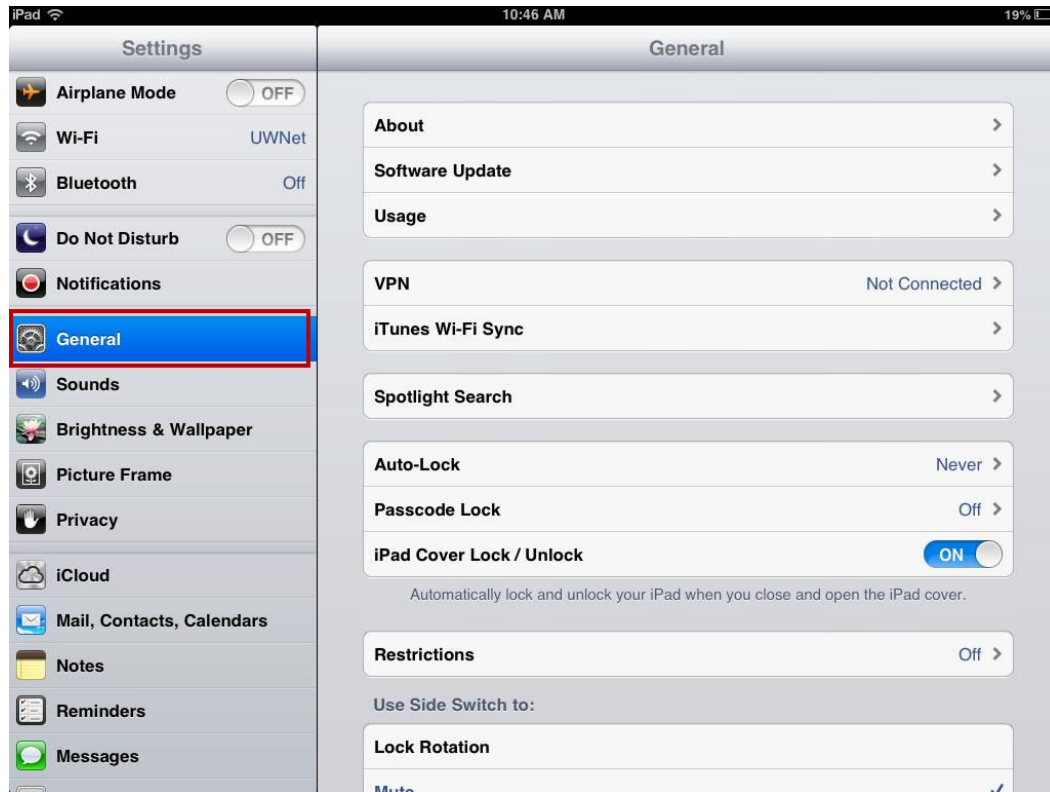 iPad 10:46 AM 19%
Settings
General
Airplane Mode OFF
Wi-Fi UWNet
Bluetooth Off
Do Not Disturb OFF
Notifications
General
Sounds
Brightness & Wallpaper
Picture Frame
Privacy
iCloud
Mail, Contacts, Calendars
Notes
Reminders
Messages
About
Software Update
Usage
VPN Not Connected
iTunes Wi-Fi Sync
Spotlight Search
Auto-Lock Never
Passcode Lock Off
iPad Cover Lock / Unlock ON
Automatically lock and unlock your iPad when you close and open the iPad cover.
Restrictions Off
Use Side Switch to:
Lock Rotation
Mute